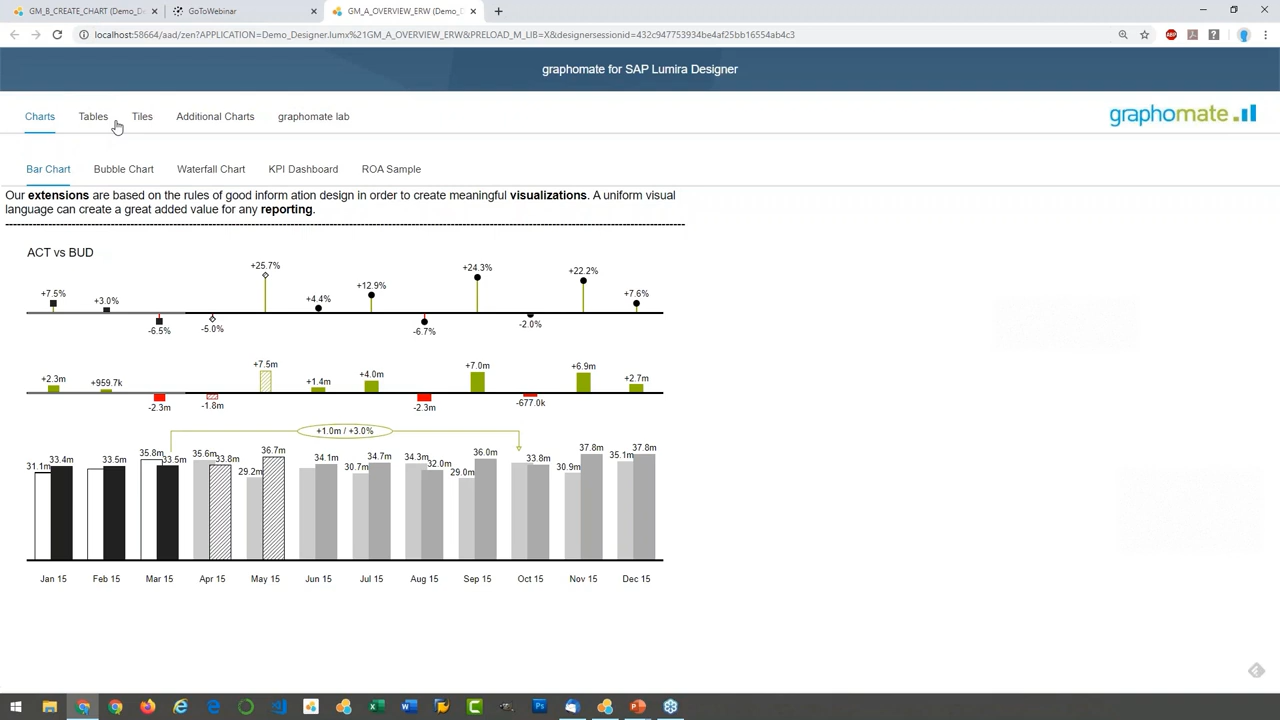 GM_B_CREATE_CHART (Demo_D
GoToWebinar
GM_A_OVERVIEW_ERW (Demo_
localhost:58664/aad/zen?APPLICATION=Demo_Designer.lumx%21GM_A_OVERVIEW_ERW&PRELOAD_M_LIB=X&designersessionid=432c947753934be4af25bb16554ab4c3
graphomate for SAP Lumira Designer
Charts Tables Tiles Additional Charts graphomate lab
graphomate
Bar Chart Bubble Chart Waterfall Chart KPI Dashboard ROA Sample
Our extensions are based on the rules of good inform ation design in order to create meaningful visualizations. A uniform visual
language can create a great added value for any reporting.
ACT vs BUD
+7.5% +3.0% -6.5% -5.0% +25.7% +4.4% +12.9% -6.7% +24.3% -2.0% +22.2% +7.6%
+2.3m +959.7k -2.3m -1.8m +7.5m +1.4m +4.0m -2.3m +7.0m -677.0k +6.9m +2.7m
+1.0m / +3.0%
31.1m 33.4m 33.5m 35.8m 33.5m 35.6m 33.8m 29.2m 36.7m 34.1m 30.7m 34.7m 34.3m 32.0m 29.0m 36.0m 33.8m 30.9m 37.8m 35.1m 37.8m
Jan 15 Feb 15 Mar 15 Apr 15 May 15 Jun 15 Jul 15 Aug 15 Sep 15 Oct 15 Nov 15 Dec 15